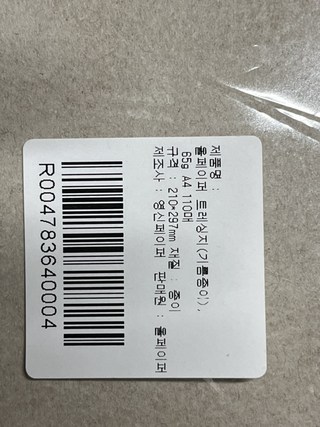 제품명 :
올페이퍼 트레싱지(기름종이),
65g A4 110매
규격 : 210*297mm 재질 : 종이
제조사 : 영신페이퍼 판매원 : 올페이퍼
R004783640004